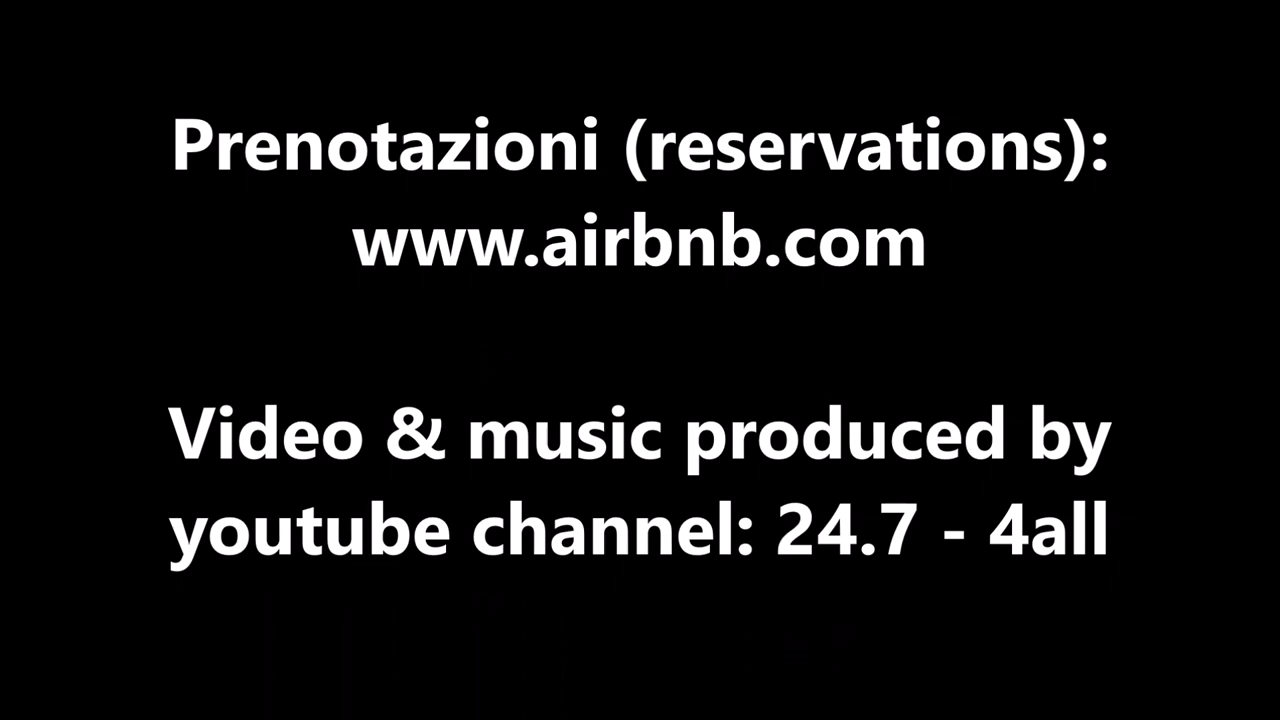 Prenotazioni (reservations):
www.airbnb.com
Video & music produced by
youtube channel: 24.7 - 4all